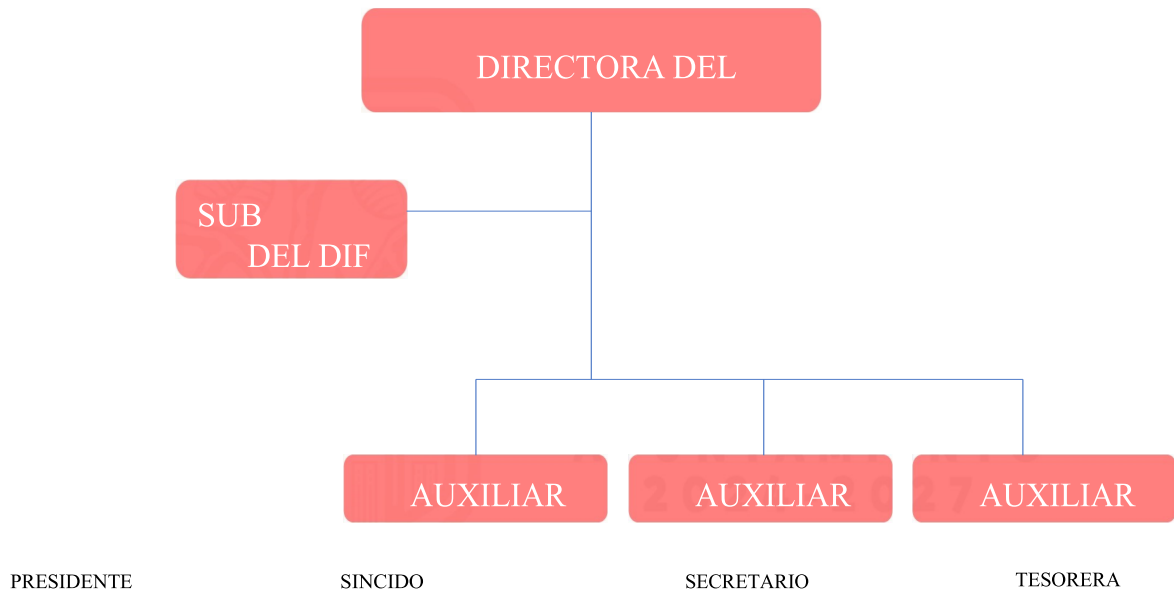 DIRECTORA DEL
SUB
DEL DIF
AUXILIAR AUXILIAR AUXILIAR
PRESIDENTE SINCIDO SECRETARIO TESORERA